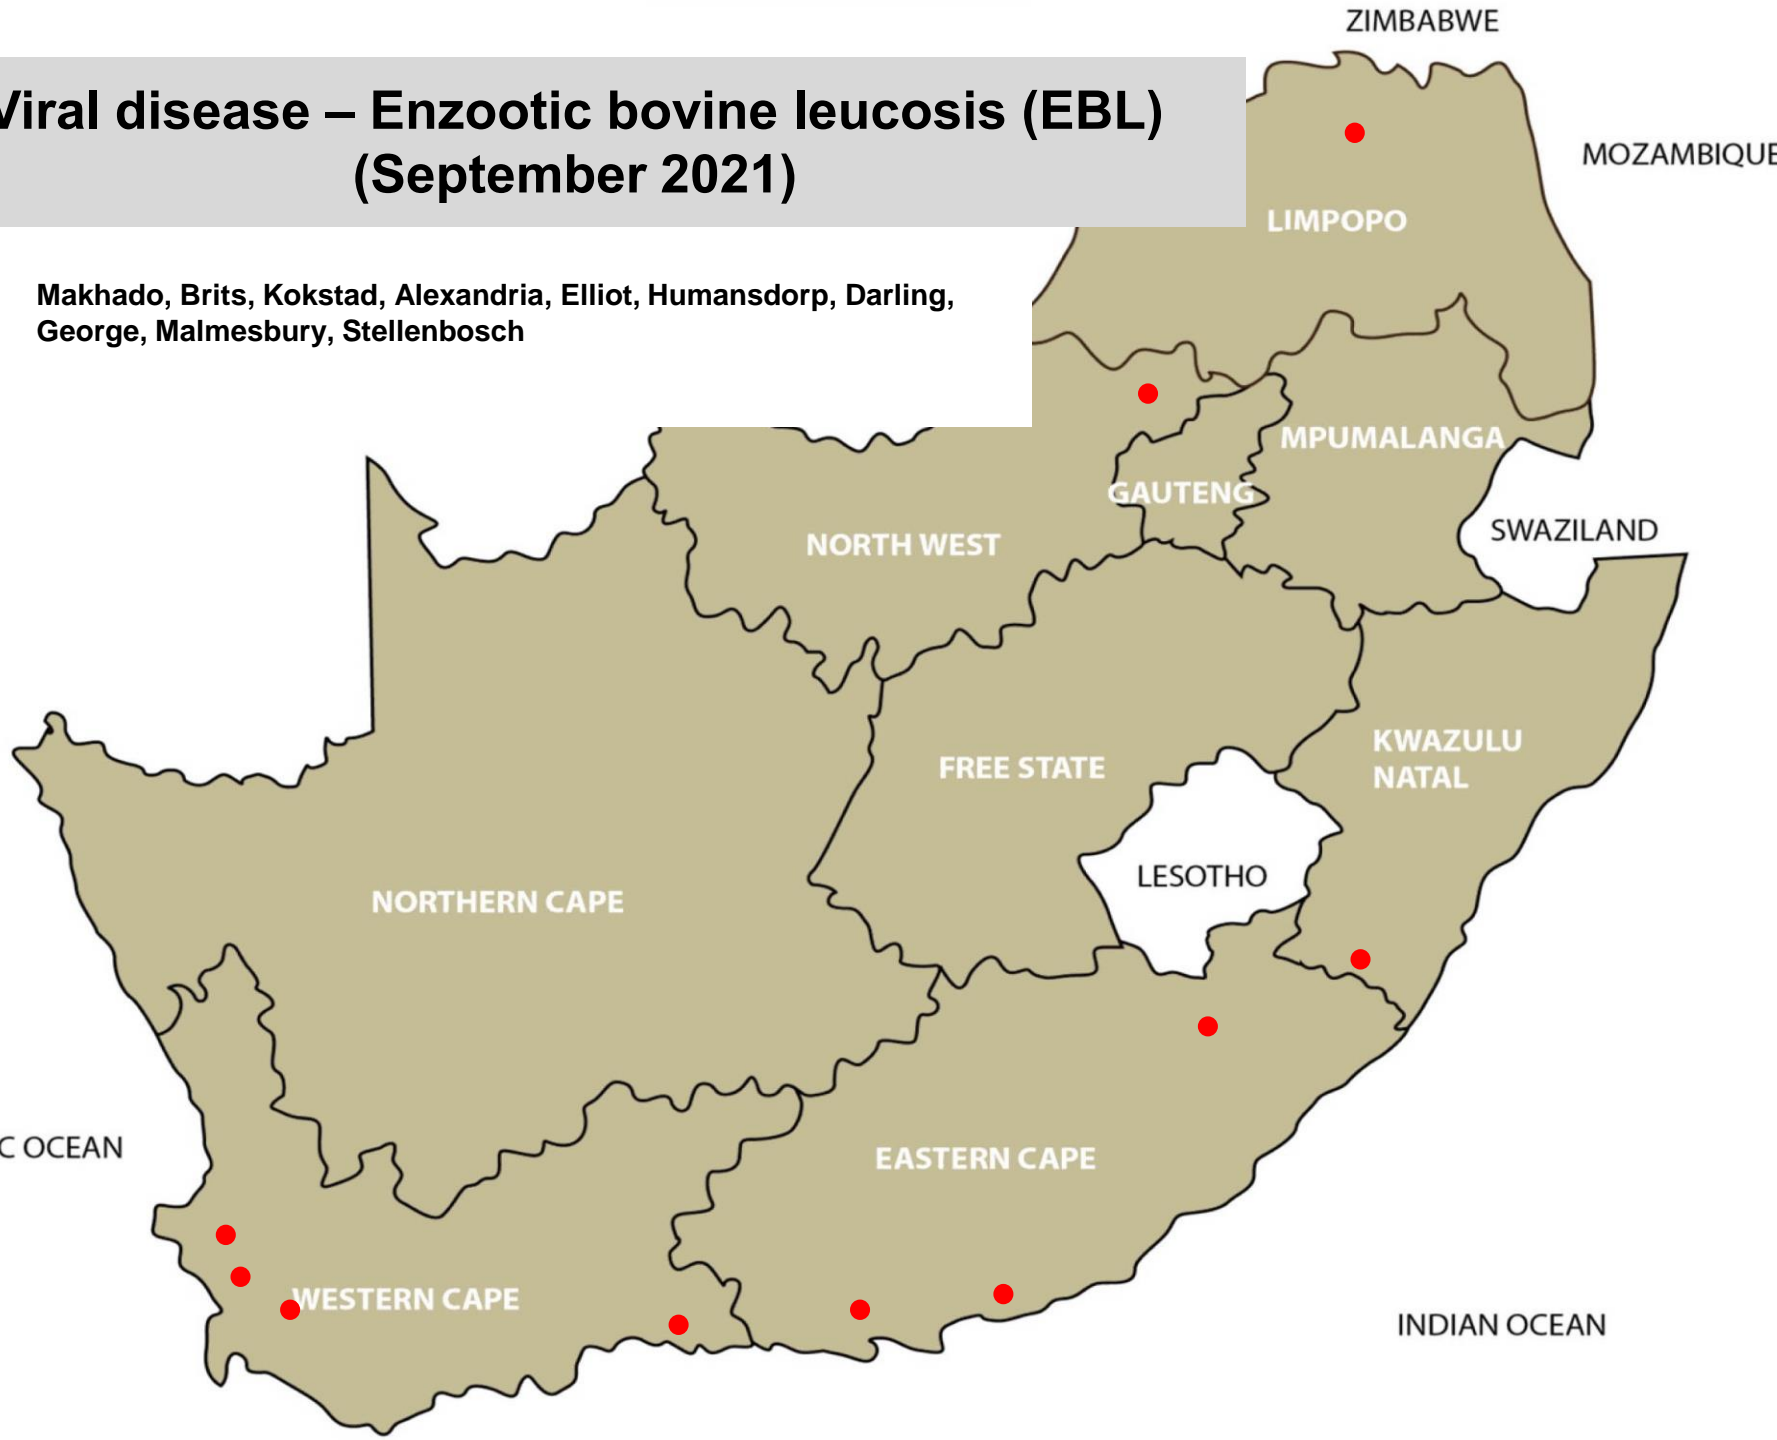 ZIMBABWE
Viral disease – Enzootic bovine leucosis (EBL)
(September 2021)
MOZAMBIQUE
LIMPOPO
Makhado, Brits, Kokstad, Alexandria, Elliot, Humansdorp, Darling,
George, Malmesbury, Stellenbosch
MPUMALANGA
GAUTENG
SWAZILAND
NORTH WEST
KWAZULU
NATAL
FREE STATE
LESOTHO
NORTHERN CAPE
C OCEAN
EASTERN CAPE
WESTERN CAPE
INDIAN OCEAN